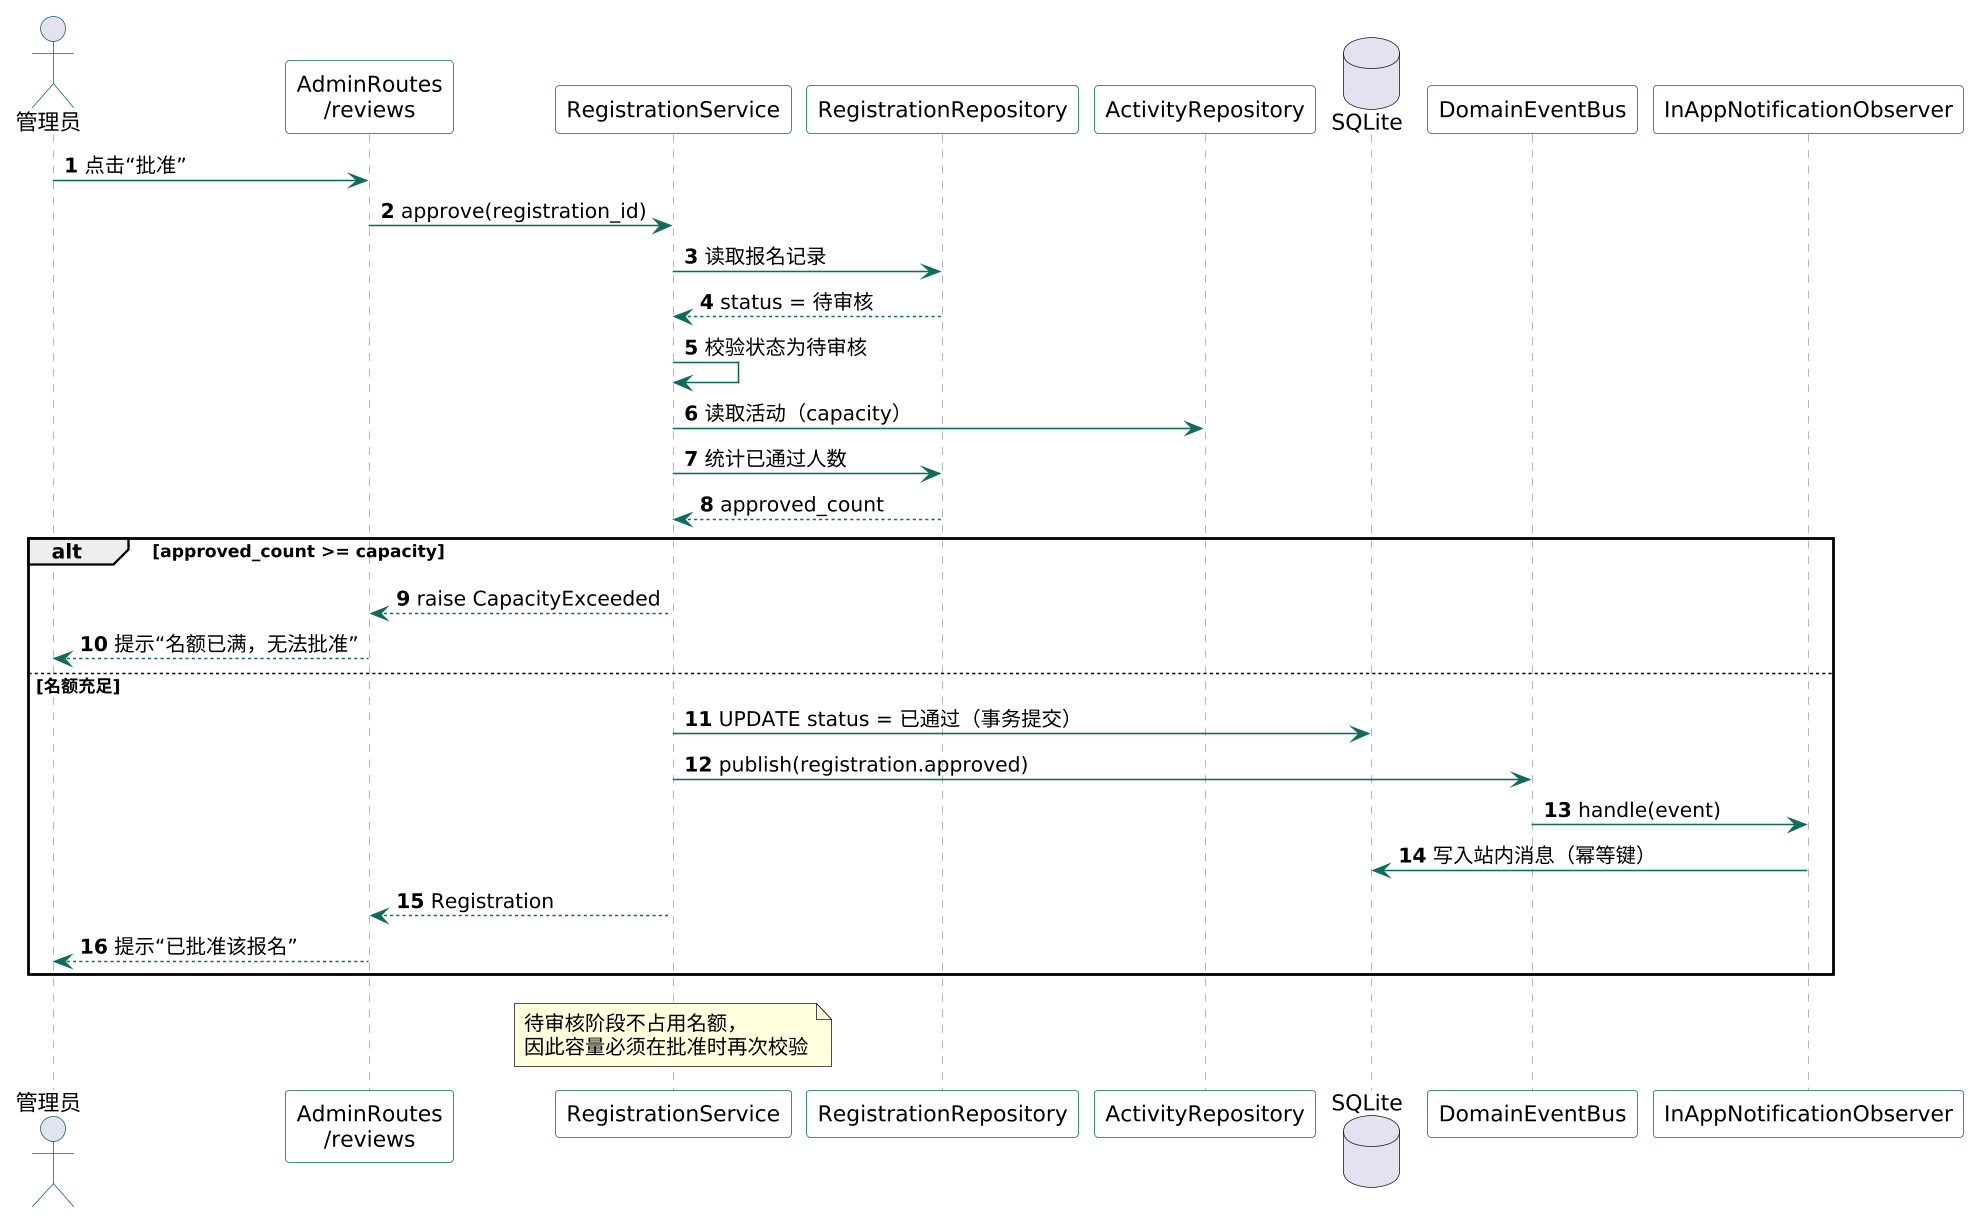 管理员
AdminRoutes
/reviews
RegistrationService
RegistrationRepository
ActivityRepository
SQLite
DomainEventBus
InAppNotificationObserver
1 点击“批准”
2 approve(registration_id)
3 读取报名记录
4 status = 待审核
5 校验状态为待审核
6 读取活动（capacity）
7 统计已通过人数
8 approved_count
alt [approved_count >= capacity]
9 raise CapacityExceeded
10 提示“名额已满，无法批准”
[名额充足]
11 UPDATE status = 已通过（事务提交）
12 publish(registration.approved)
13 handle(event)
14 写入站内消息（幂等键）
15 Registration
16 提示“已批准该报名”
待审核阶段不占用名额，
因此容量必须在批准时再次校验
管理员
AdminRoutes
/reviews
RegistrationService
RegistrationRepository
ActivityRepository
SQLite
DomainEventBus
InAppNotificationObserver